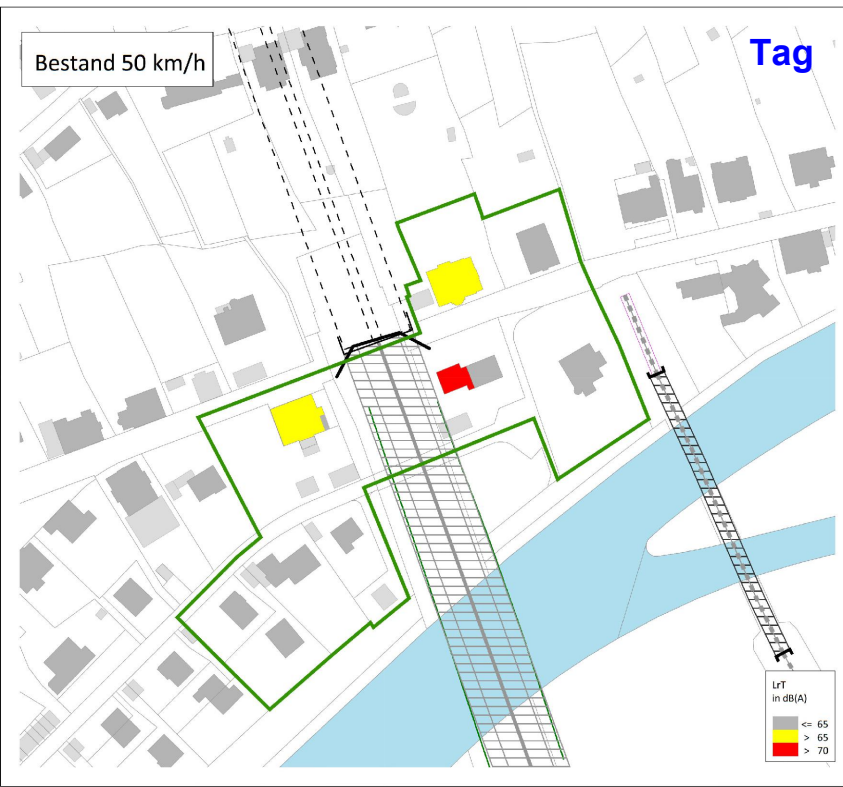 Bestand 50 km/h
Tag
LrT
in dB(A)
<= 65
> 65
> 70